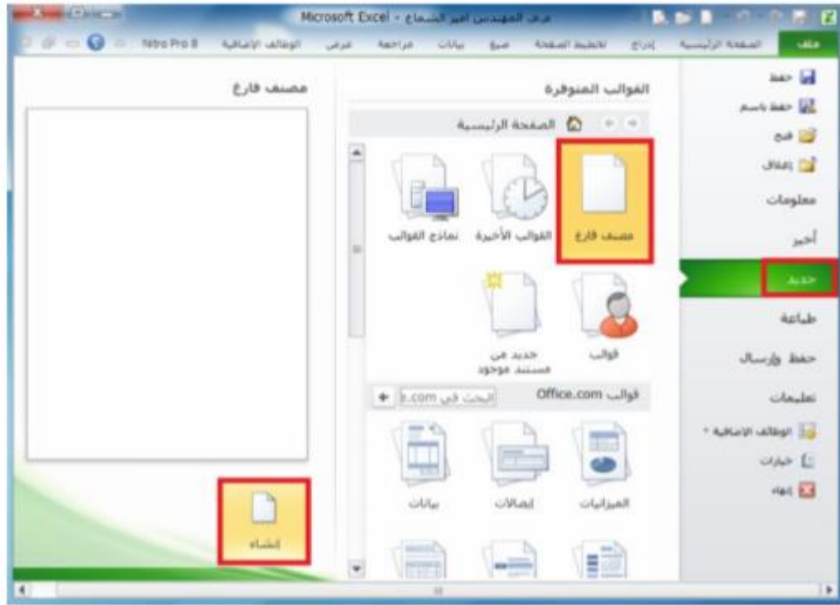 م.م. المهندس امير الشماع - Microsoft Excel
ملف الصفحة الرئيسية إدراج تخطيط الصفحة صيغ بيانات مراجعة عرض الوظائف الإضافية Nitro Pro 8
حفظ
حفظ باسم
فتح
إغلاق
معلومات
أخير
جديد
طباعة
حفظ وإرسال
تعليمات
الوظائف الإضافية
خيارات
إنهاء
القوالب المتوفرة
الصفحة الرئيسية
مصنف فارغ
القوالب الأخيرة
نماذج القوالب
قوالب
جديد من
مستند موجود
قوالب Office.com
البحث في e.com
الميزانيات
إيصالات
بيانات
مصنف فارغ
إنشاء